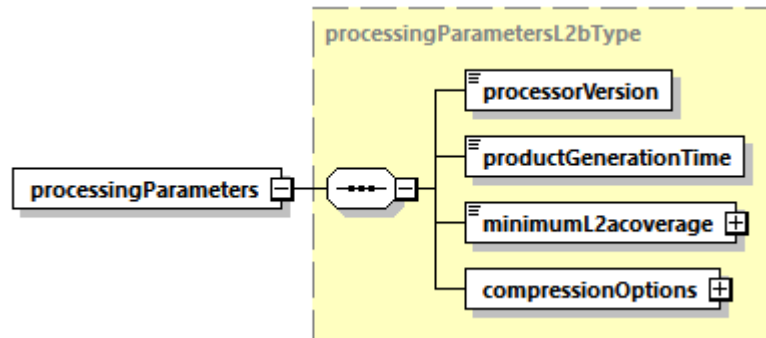 processingParametersL2bType
processorVersion
productGenerationTime
processingParameters
minimumL2acoverage
compressionOptions